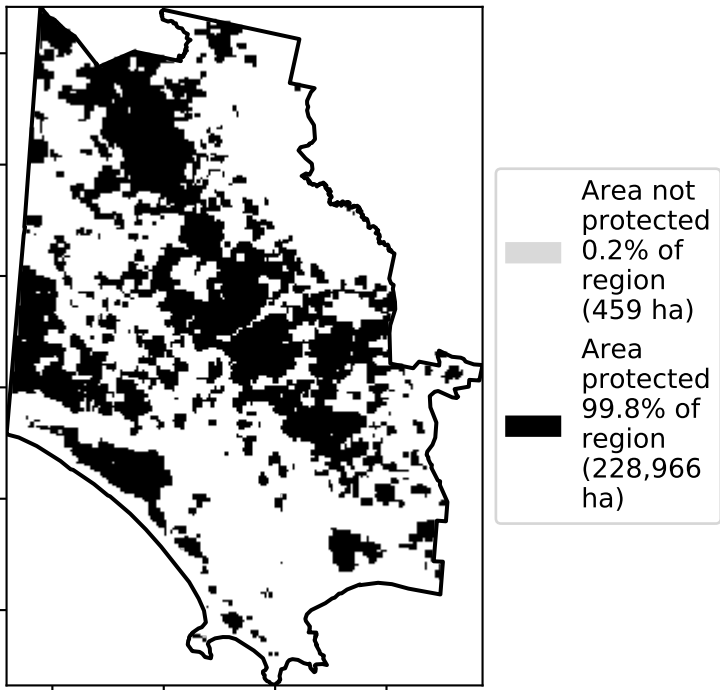 Area not
protected
0.2% of
region
(459 ha)
Area
protected
99.8% of
region
(228,966
ha)